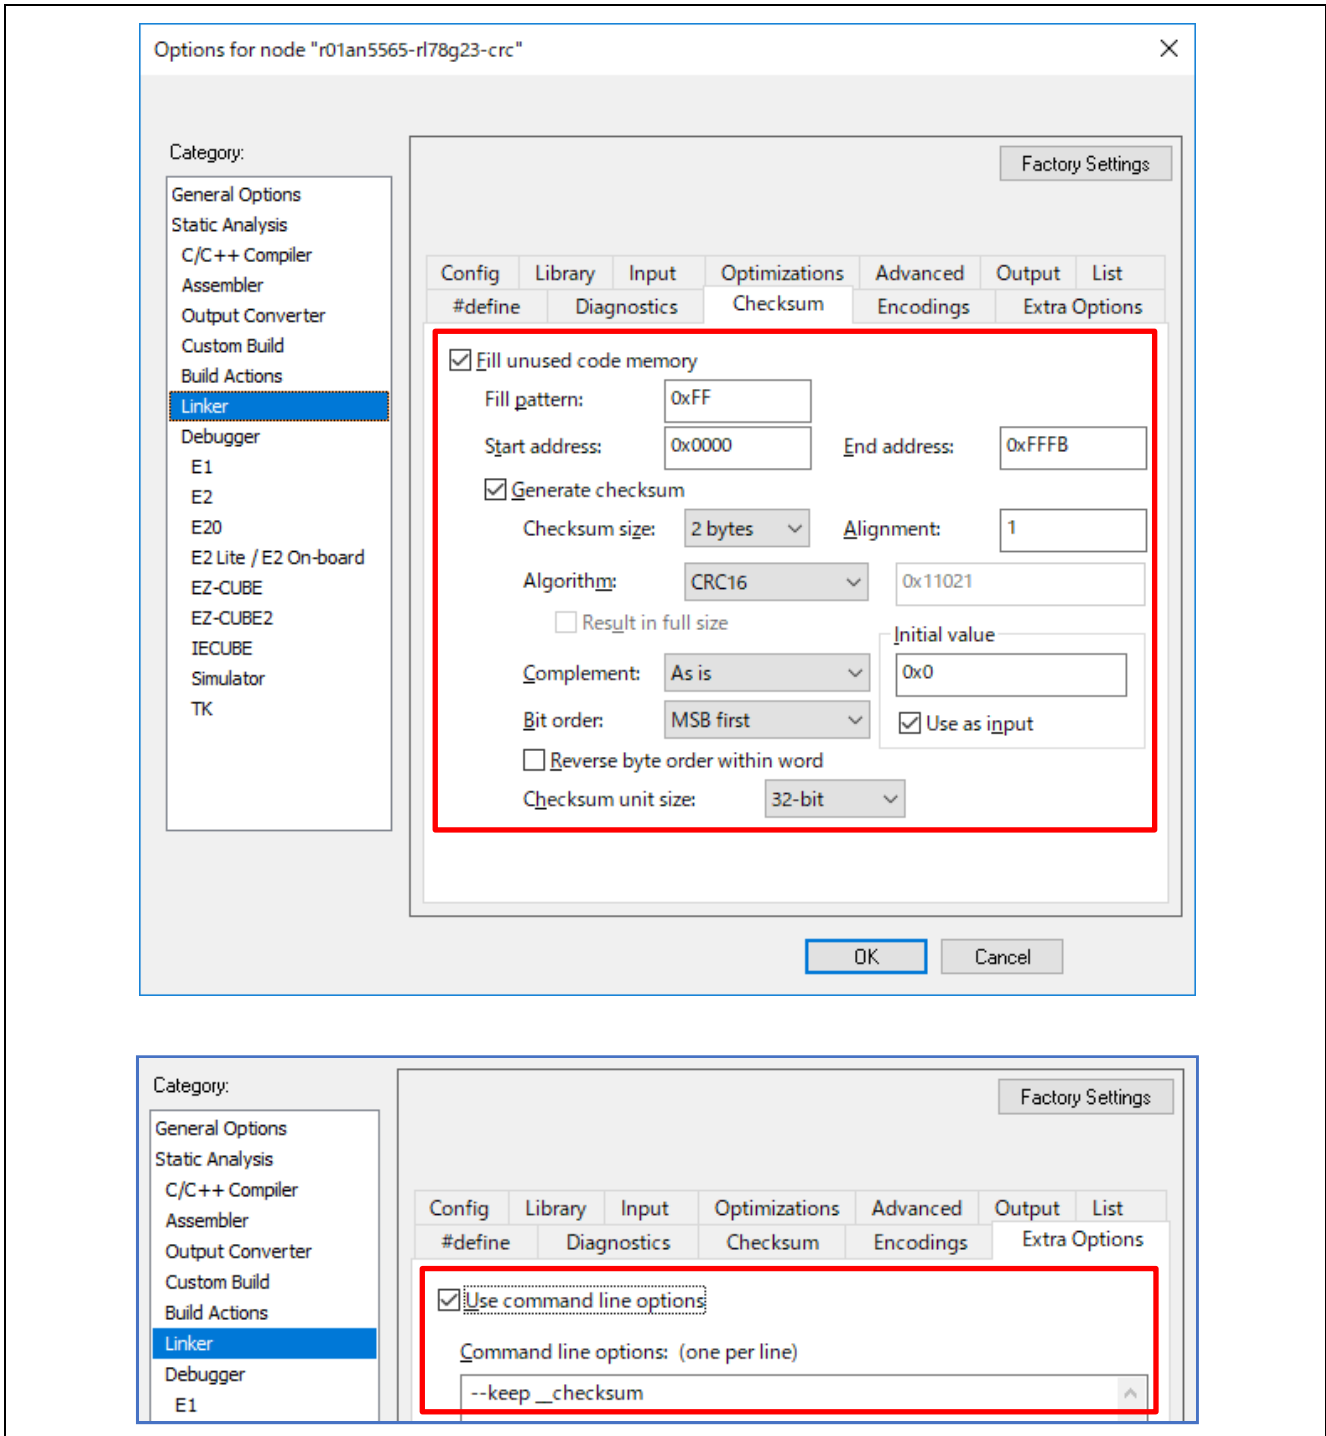 Options for node "r01an5565-rl78g23-crc"
Category:
Factory Settings
General Options
Static Analysis
C/C++ Compiler
Assembler
Output Converter
Custom Build
Build Actions
Linker
Debugger
E1
E2
E20
E2 Lite / E2 On-board
EZ-CUBE
EZ-CUBE2
IECUBE
Simulator
TK
Config Library Input Optimizations Advanced Output List
#define Diagnostics Checksum Encodings Extra Options
Fill unused code memory
Fill pattern: 0xFF
Start address: 0x0000 End address: 0xFFFB
Generate checksum
Checksum size: 2 bytes Alignment: 1
Algorithm: CRC16 0x11021
Result in full size
Initial value
Complement: As is 0x0
Bit order: MSB first Use as input
Reverse byte order within word
Checksum unit size: 32-bit
OK Cancel
Category:
Factory Settings
General Options
Static Analysis
C/C++ Compiler
Assembler
Output Converter
Custom Build
Build Actions
Linker
Debugger
E1
Config Library Input Optimizations Advanced Output List
#define Diagnostics Checksum Encodings Extra Options
Use command line options
Command line options: (one per line)
--keep __checksum